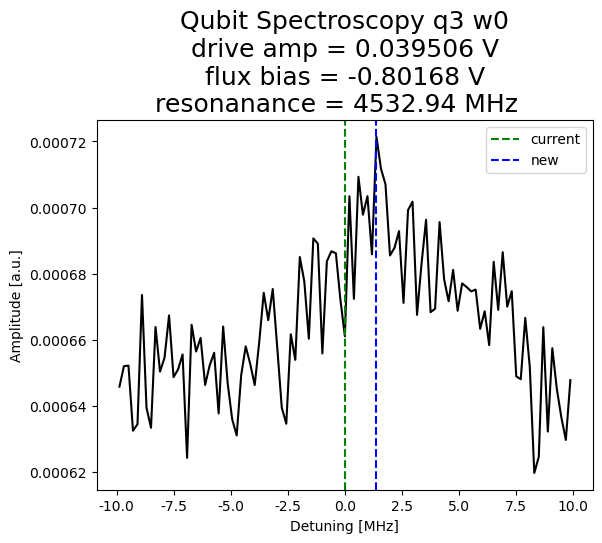 Qubit Spectroscopy q3 w0
drive amp = 0.039506 V
flux bias = -0.80168 V
resonanance = 4532.94 MHz
current
new
0.00072
0.00070
0.00068
0.00066
0.00064
0.00062
Amplitude [a.u.]
-10.0 -7.5 -5.0 -2.5 0.0 2.5 5.0 7.5 10.0
Detuning [MHz]